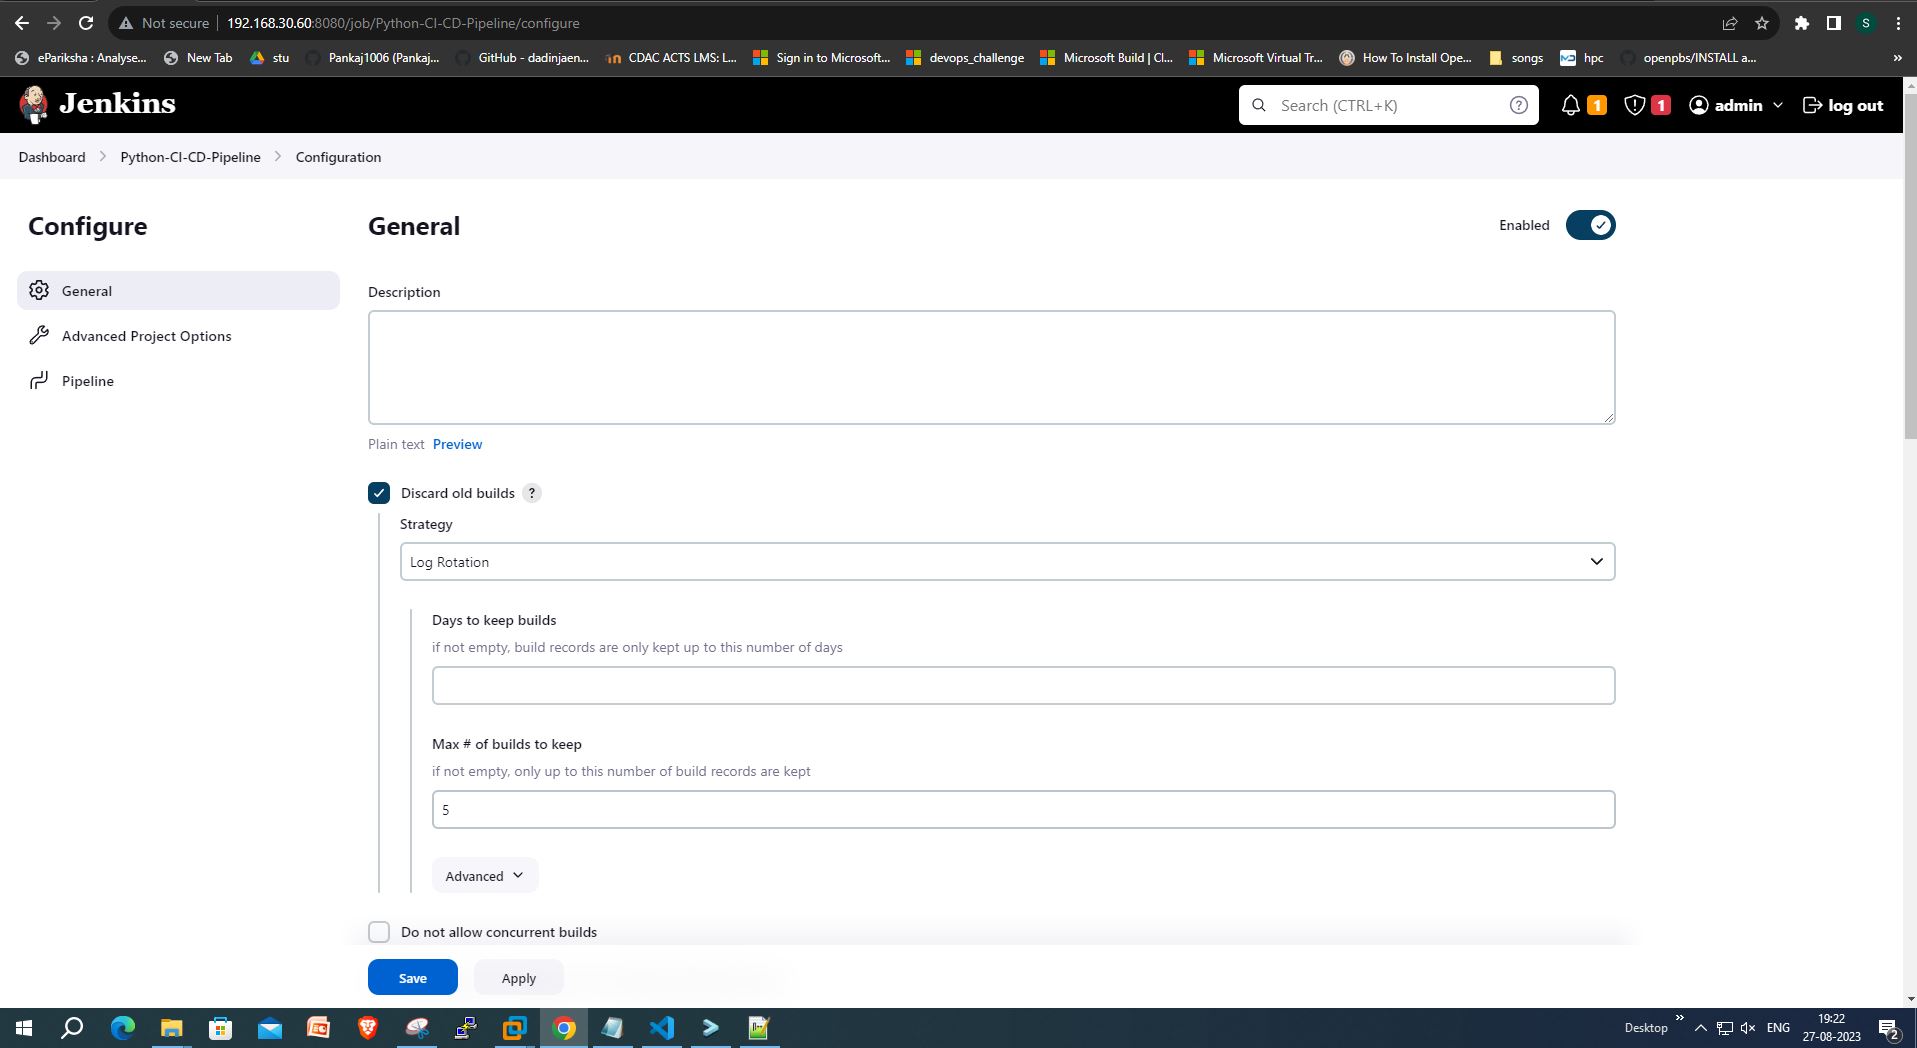 Not secure 192.168.30.60:8080/job/Python-CI-CD-Pipeline/configure S
ePariksha : Analyse... New Tab stu Pankaj1006 (Pankaj... GitHub - dadinjaen... CDAC ACTS LMS: L... Sign in to Microsoft... devops_challenge Microsoft Build | Cl... Microsoft Virtual Tr... How To Install Ope... songs hpc openpbs/INSTALL a... »
Jenkins Search (CTRL+K) ? 1 1 admin log out
Dashboard Python-CI-CD-Pipeline Configuration
Configure
General
Advanced Project Options
Pipeline
General
Enabled
Description
Plain text Preview
Discard old builds ?
Strategy
Log Rotation
Days to keep builds
if not empty, build records are only kept up to this number of days
Max # of builds to keep
if not empty, only up to this number of build records are kept
5
Advanced
Do not allow concurrent builds
Save Apply
Desktop » ENG 19:22
27-08-2023 2